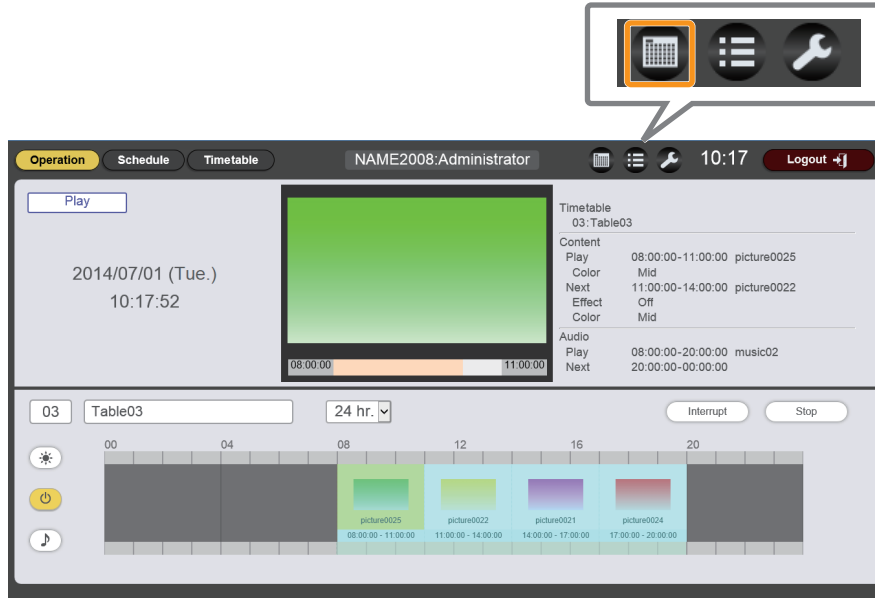 Operation Schedule Timetable NAME2008:Administrator 10:17 Logout
Play
2014/07/01 (Tue.)
10:17:52
08:00:00 11:00:00
Timetable
03:Table03
Content
Play 08:00:00-11:00:00 picture0025
Color Mid
Next 11:00:00-14:00:00 picture0022
Effect Off
Color Mid
Audio
Play 08:00:00-20:00:00 music02
Next 20:00:00-00:00:00
03 Table03 24 hr. Interrupt Stop
00 04 08 12 16 20
picture0025 picture0022 picture0021 picture0024
08:00:00 - 11:00:00 11:00:00 - 14:00:00 14:00:00 - 17:00:00 17:00:00 - 20:00:00